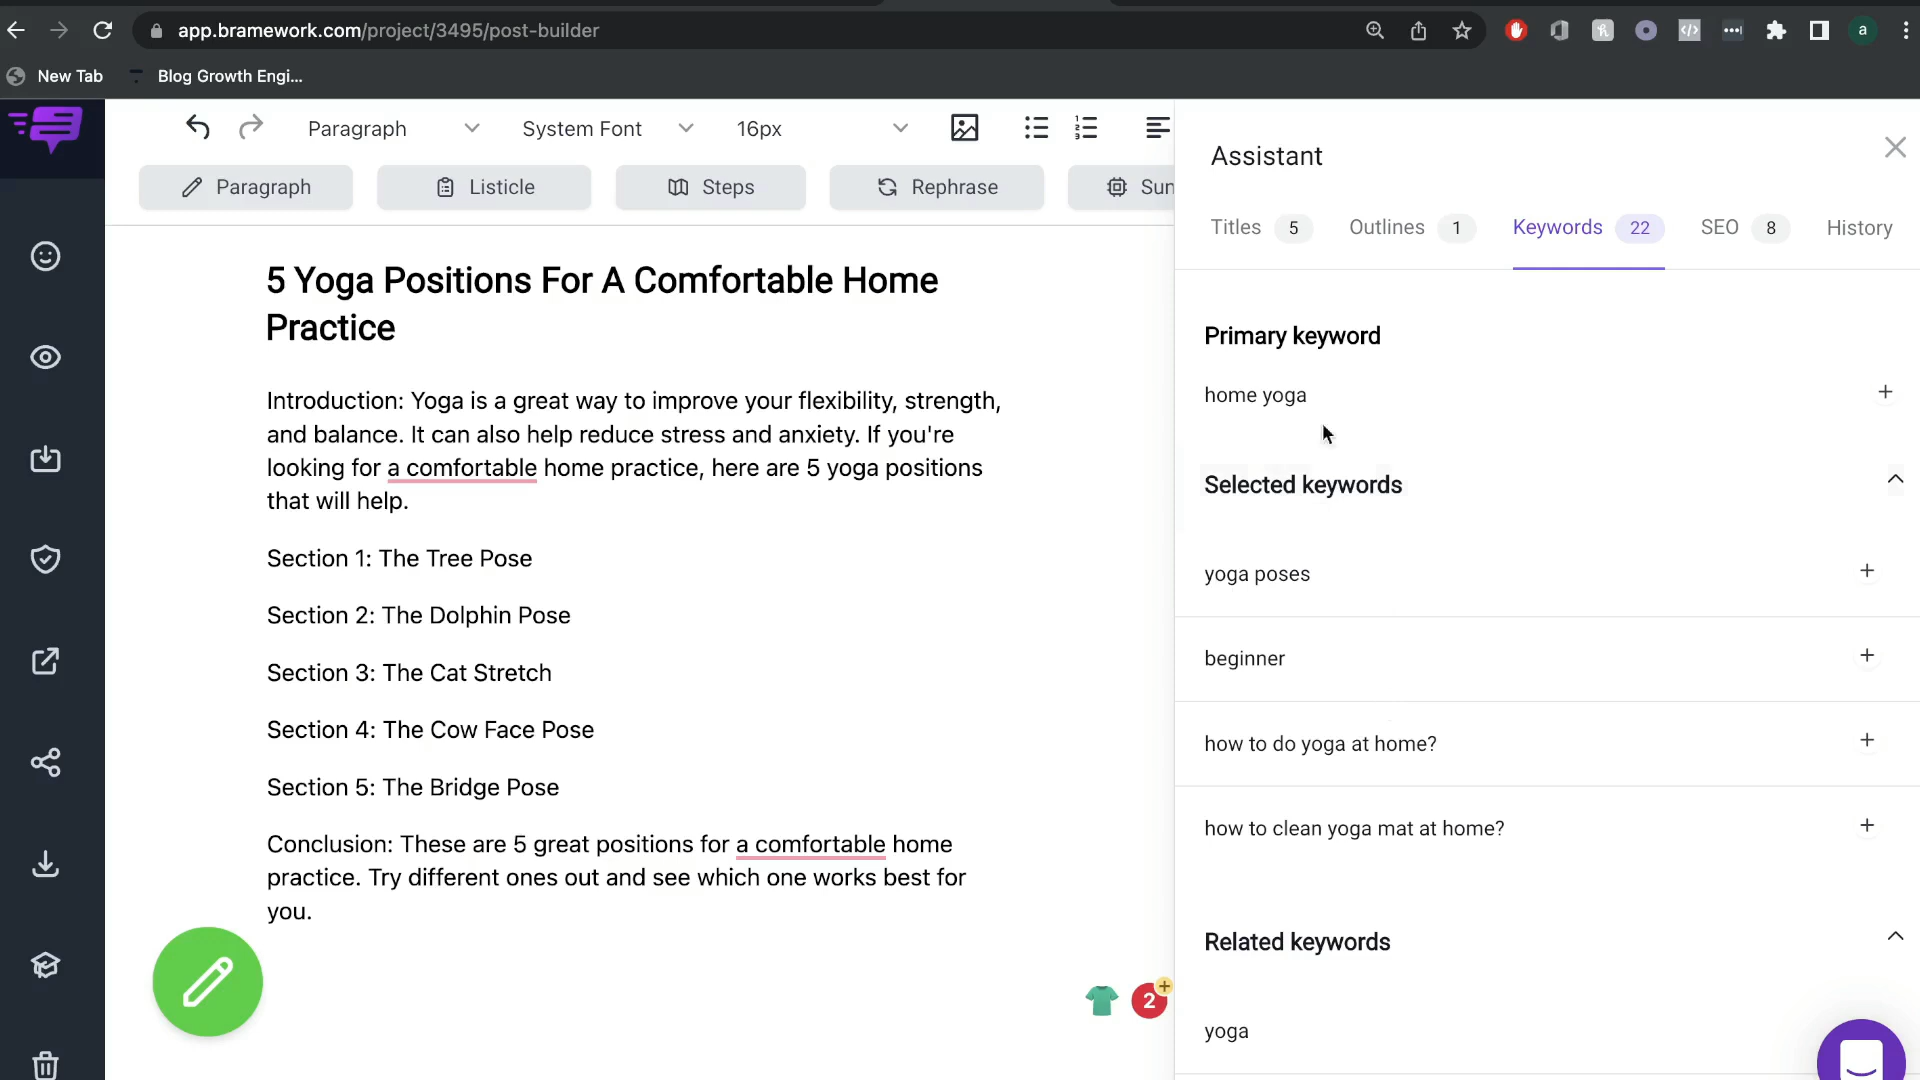 app.bramework.com/project/3495/post-builder
a
New Tab
Blog Growth Engi...
Paragraph
System Font
16px
Paragraph
Listicle
Steps
Rephrase
Sun
5 Yoga Positions For A Comfortable Home
Practice
Introduction: Yoga is a great way to improve your flexibility, strength,
and balance. It can also help reduce stress and anxiety. If you're
looking for a comfortable home practice, here are 5 yoga positions
that will help.
Section 1: The Tree Pose
Section 2: The Dolphin Pose
Section 3: The Cat Stretch
Section 4: The Cow Face Pose
Section 5: The Bridge Pose
Conclusion: These are 5 great positions for a comfortable home
practice. Try different ones out and see which one works best for
you.
2
Assistant
Titles 5
Outlines 1
Keywords 22
SEO 8
History
Primary keyword
home yoga
Selected keywords
yoga poses
beginner
how to do yoga at home?
how to clean yoga mat at home?
Related keywords
yoga